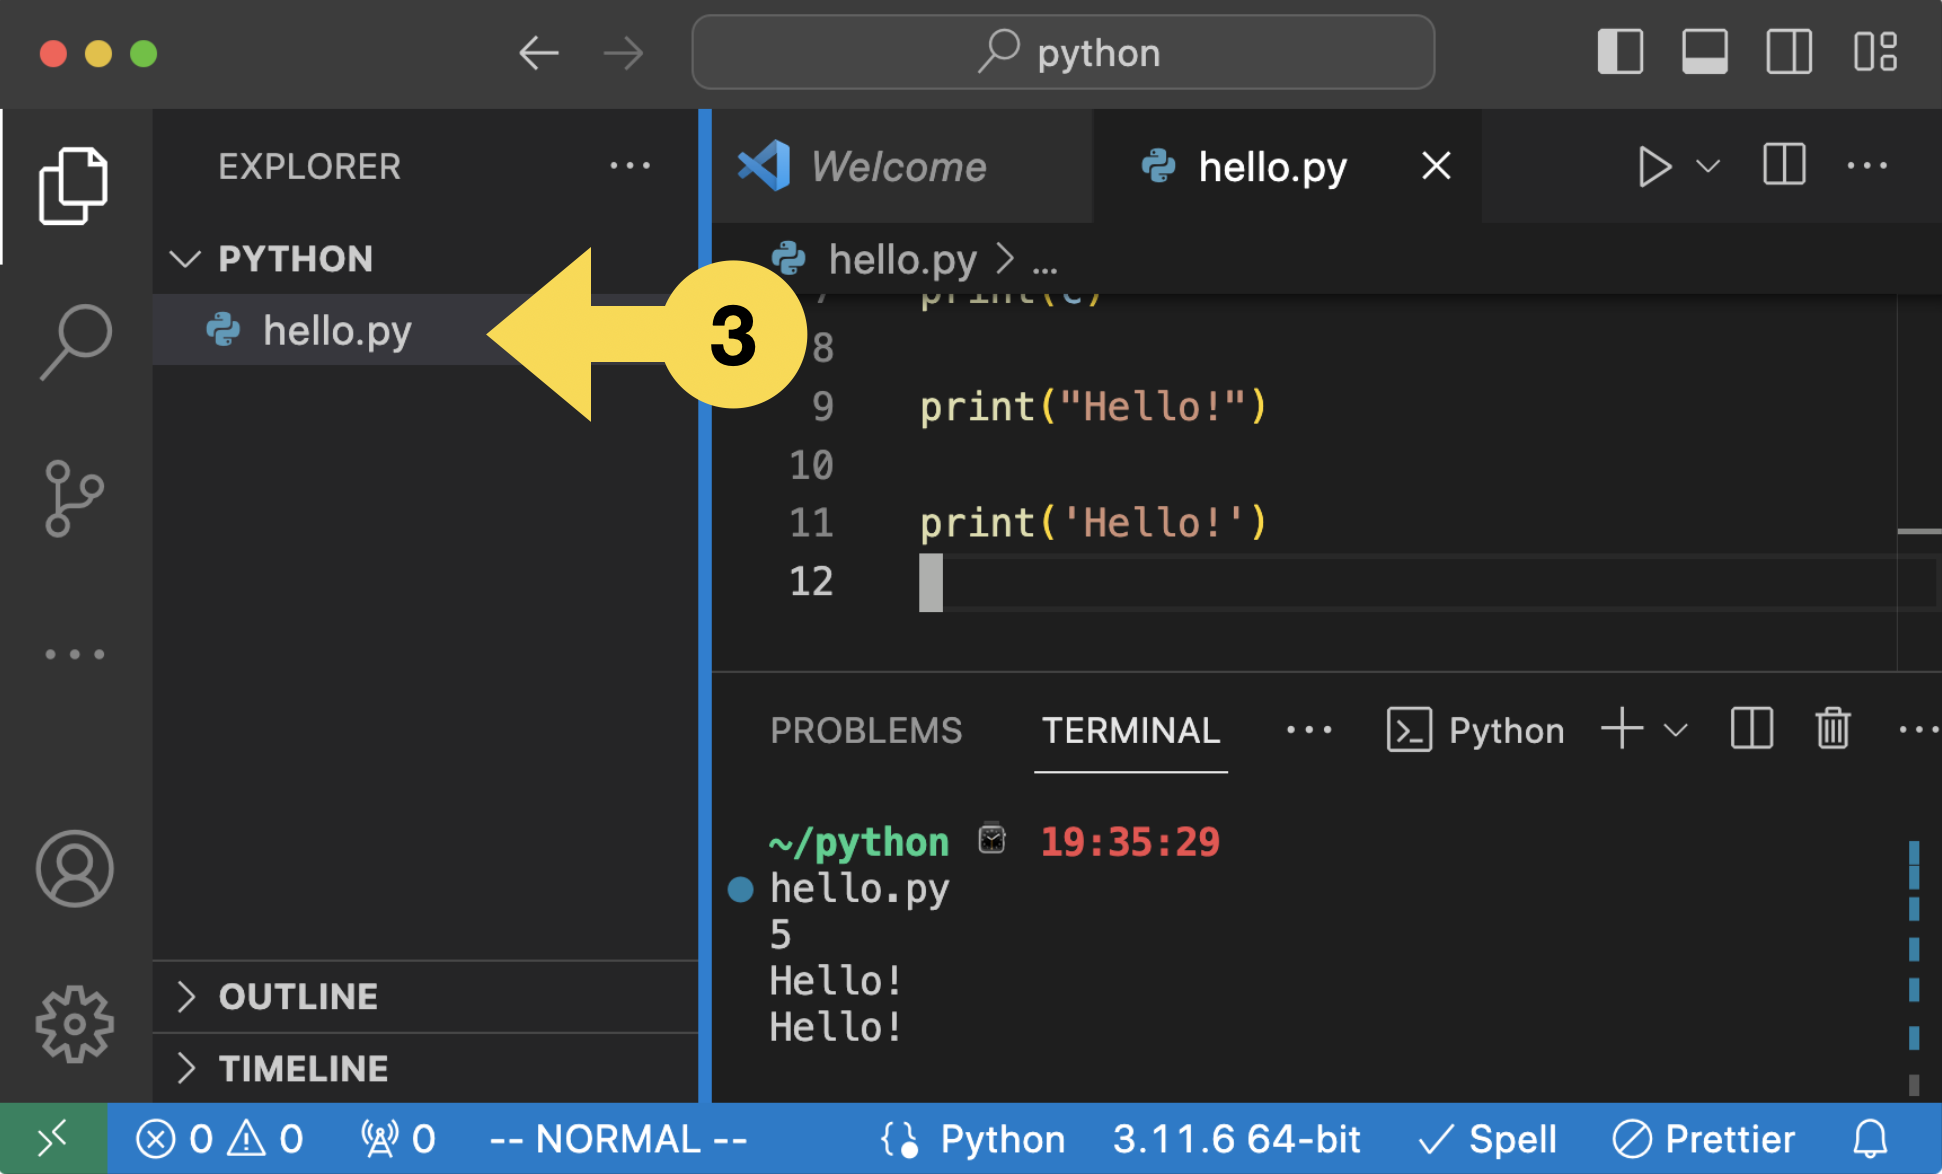 python
EXPLORER
PYTHON
hello.py
3
Welcome
hello.py
hello.py > ...
7 print(c)
8
9 print("Hello!")
10
11 print('Hello!')
12
PROBLEMS TERMINAL ... Python
~/python 19:35:29
hello.py
5
Hello!
Hello!
OUTLINE
TIMELINE
0 0 0 -- NORMAL -- Python 3.11.6 64-bit Spell Prettier